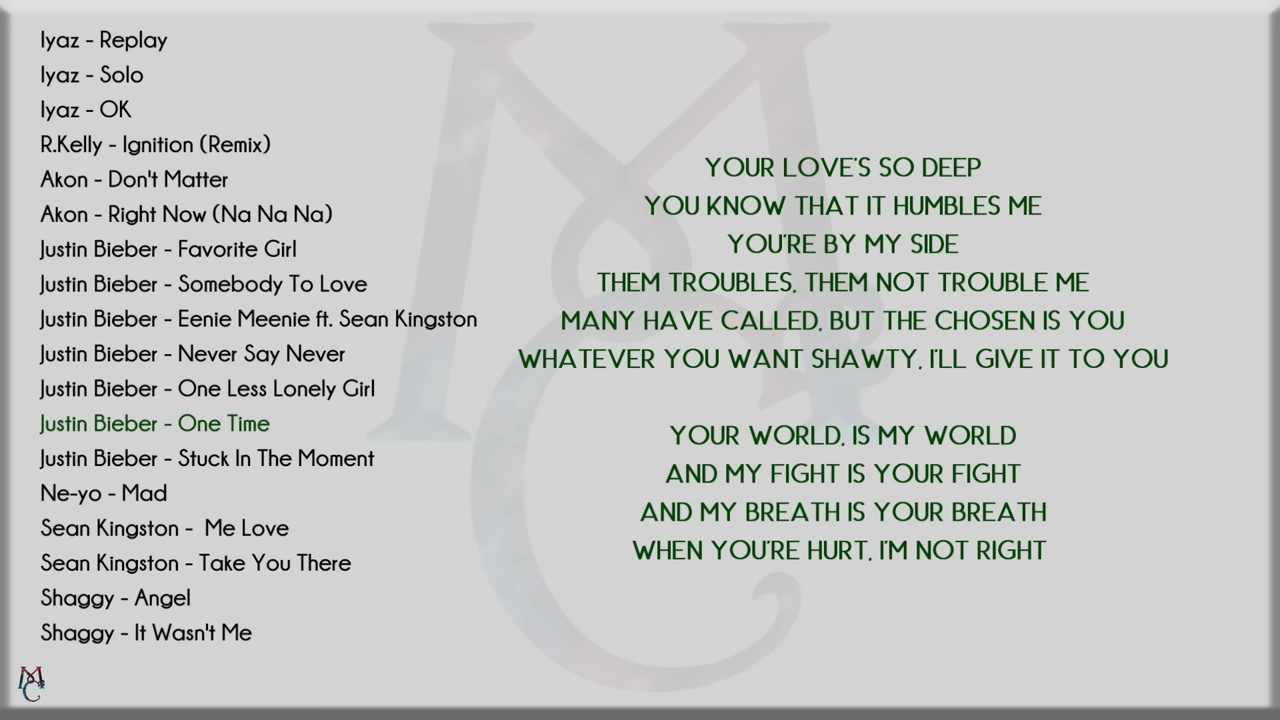 Iyaz - Replay
Iyaz - Solo
Iyaz - OK
R.Kelly - Ignition (Remix)
Akon - Don't Matter
Akon - Right Now (Na Na Na)
Justin Bieber - Favorite Girl
Justin Bieber - Somebody To Love
Justin Bieber - Eenie Meenie ft. Sean Kingston
Justin Bieber - Never Say Never
Justin Bieber - One Less Lonely Girl
Justin Bieber - One Time
Justin Bieber - Stuck In The Moment
Ne-yo - Mad
Sean Kingston -  Me Love
Sean Kingston - Take You There
Shaggy - Angel
Shaggy - It Wasn't Me
YOUR LOVE'S SO DEEP
YOU KNOW THAT IT HUMBLES ME
YOU'RE BY MY SIDE
THEM TROUBLES, THEM NOT TROUBLE ME
MANY HAVE CALLED, BUT THE CHOSEN IS YOU
WHATEVER YOU WANT SHAWTY, I'LL GIVE IT TO YOU
YOUR WORLD, IS MY WORLD
AND MY FIGHT IS YOUR FIGHT
AND MY BREATH IS YOUR BREATH
WHEN YOU'RE HURT, I'M NOT RIGHT
MC